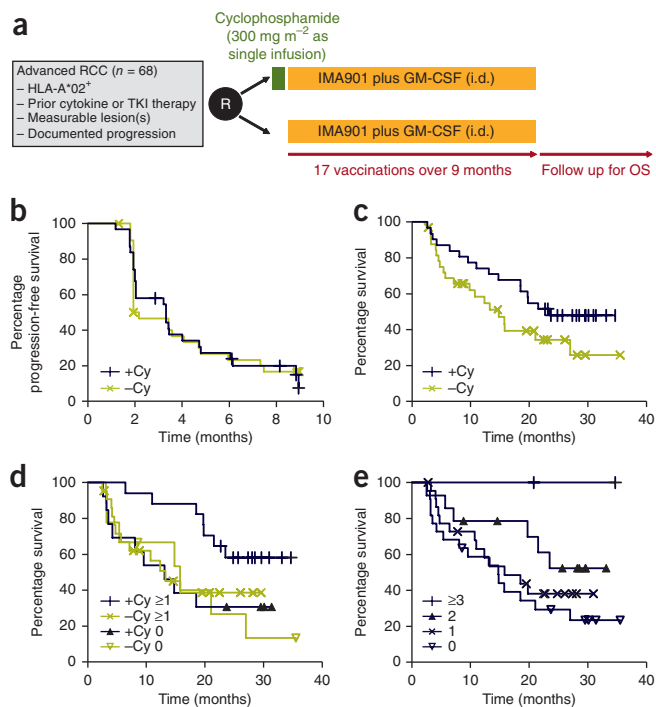 a
Cyclophosphamide
(300 mg m−2 as
single infusion)
Advanced RCC (n = 68)
– HLA-A*02+
– Prior cytokine or TKI therapy
– Measurable lesion(s)
– Documented progression
R
IMA901 plus GM-CSF (i.d.)
IMA901 plus GM-CSF (i.d.)
17 vaccinations over 9 months
Follow up for OS
b
Percentage
progression-free survival
100
80
60
40
20
0
+Cy
–Cy
0 2 4 6 8 10
Time (months)
c
Percentage survival
100
80
60
40
20
0
+Cy
–Cy
0 10 20 30 40
Time (months)
d
Percentage survival
100
80
60
40
20
0
+Cy ≥1
–Cy ≥1
+Cy 0
–Cy 0
0 10 20 30 40
Time (months)
e
Percentage survival
100
80
60
40
20
0
≥3
2
1
0
0 10 20 30 40
Time (months)